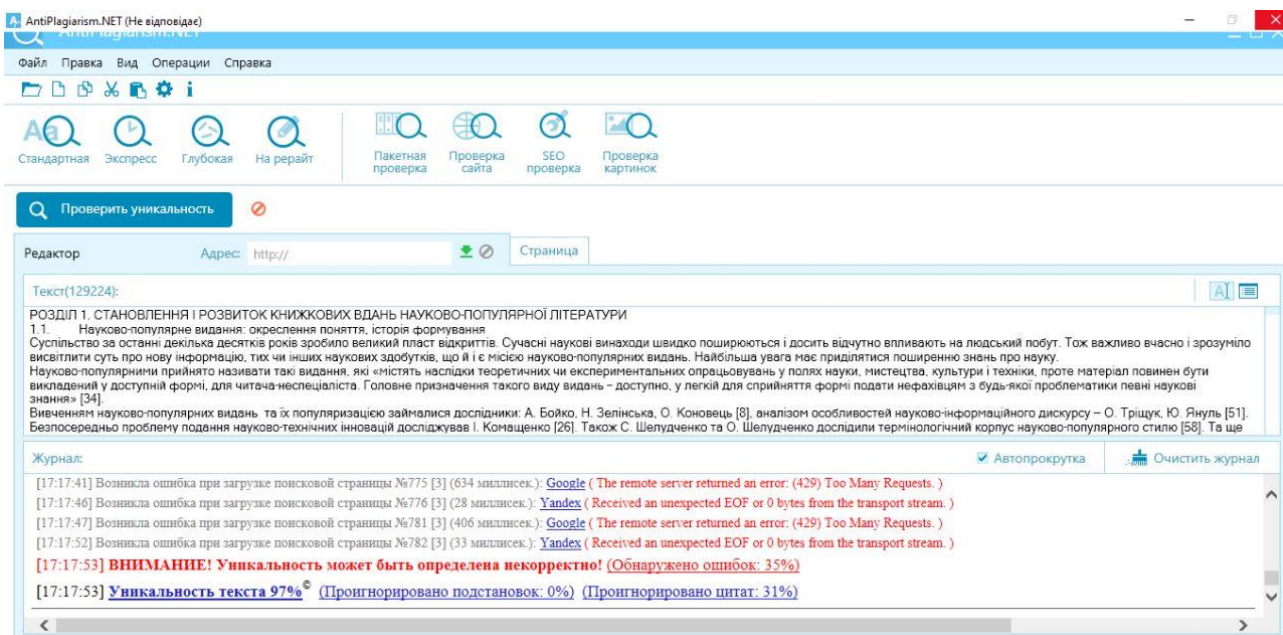 AntiPlagiarism.NET (Не відповідає)
AntiPlagiarism.NET
Файл Правка Вид Операции Справка
Стандартная Экспресс Глубокая На рерайт Пакетная проверка Проверка сайта SEO проверка Проверка картинок
Проверить уникальность
Редактор Адрес: http:// Страница
Текст(129224):
РОЗДІЛ 1. СТАНОВЛЕННЯ І РОЗВИТОК КНИЖКОВИХ ВДАНЬ НАУКОВО-ПОПУЛЯРНОЇ ЛІТЕРАТУРИ
1.1. Науково-популярне видання: окреслення поняття, історія формування
Суспільство за останні декілька десятків років зробило великий пласт відкриттів. Сучасні наукові винаходи швидко поширюються і досить відчутно впливають на людський побут. Тож важливо вчасно і зрозуміло
висвітлити суть про нову інформацію, тих чи інших наукових здобутків, що й і є місією науково-популярних видань. Найбільша увага має приділятися поширенню знань про науку.
Науково-популярними прийнято називати такі видання, які «містять наслідки теоретичних чи експериментальних опрацьовувань у полях науки, мистецтва, культури і техніки, проте матеріал повинен бути
викладений у доступній формі, для читача-неспеціаліста. Головне призначення такого виду видань – доступно, у легкій для сприйняття формі подати нефахівцям з будь-якої проблематики певні наукові
знання» [34].
Вивченням науково-популярних видань та їх популяризацією займалися дослідники: А. Бойко, Н. Зелінська, О. Коновець [8], аналізом особливостей науково-інформаційного дискурсу – О. Тріщук, Ю. Януль [51].
Безпосередньо проблему подання науково-технічних інновацій досліджував І. Комащенко [26]. Також С. Шелудченко та О. Шелудченко дослідили термінологічний корпус науково-популярного стилю [58]. Та ще
Журнал: Автопрокрутка Очистить журнал
[17:17:41] Возникла ошибка при загрузке поисковой страницы №775 [3] (634 миллисек.): Google ( The remote server returned an error: (429) Too Many Requests. )
[17:17:46] Возникла ошибка при загрузке поисковой страницы №776 [3] (28 миллисек.): Yandex ( Received an unexpected EOF or 0 bytes from the transport stream. )
[17:17:47] Возникла ошибка при загрузке поисковой страницы №781 [3] (406 миллисек.): Google ( The remote server returned an error: (429) Too Many Requests. )
[17:17:52] Возникла ошибка при загрузке поисковой страницы №782 [3] (33 миллисек.): Yandex ( Received an unexpected EOF or 0 bytes from the transport stream. )
[17:17:53] ВНИМАНИЕ! Уникальность может быть определена некорректно! (Обнаружено ошибок: 35%)
[17:17:53] Уникальность текста 97%© (Проигнорировано подстановок: 0%) (Проигнорировано цитат: 31%)